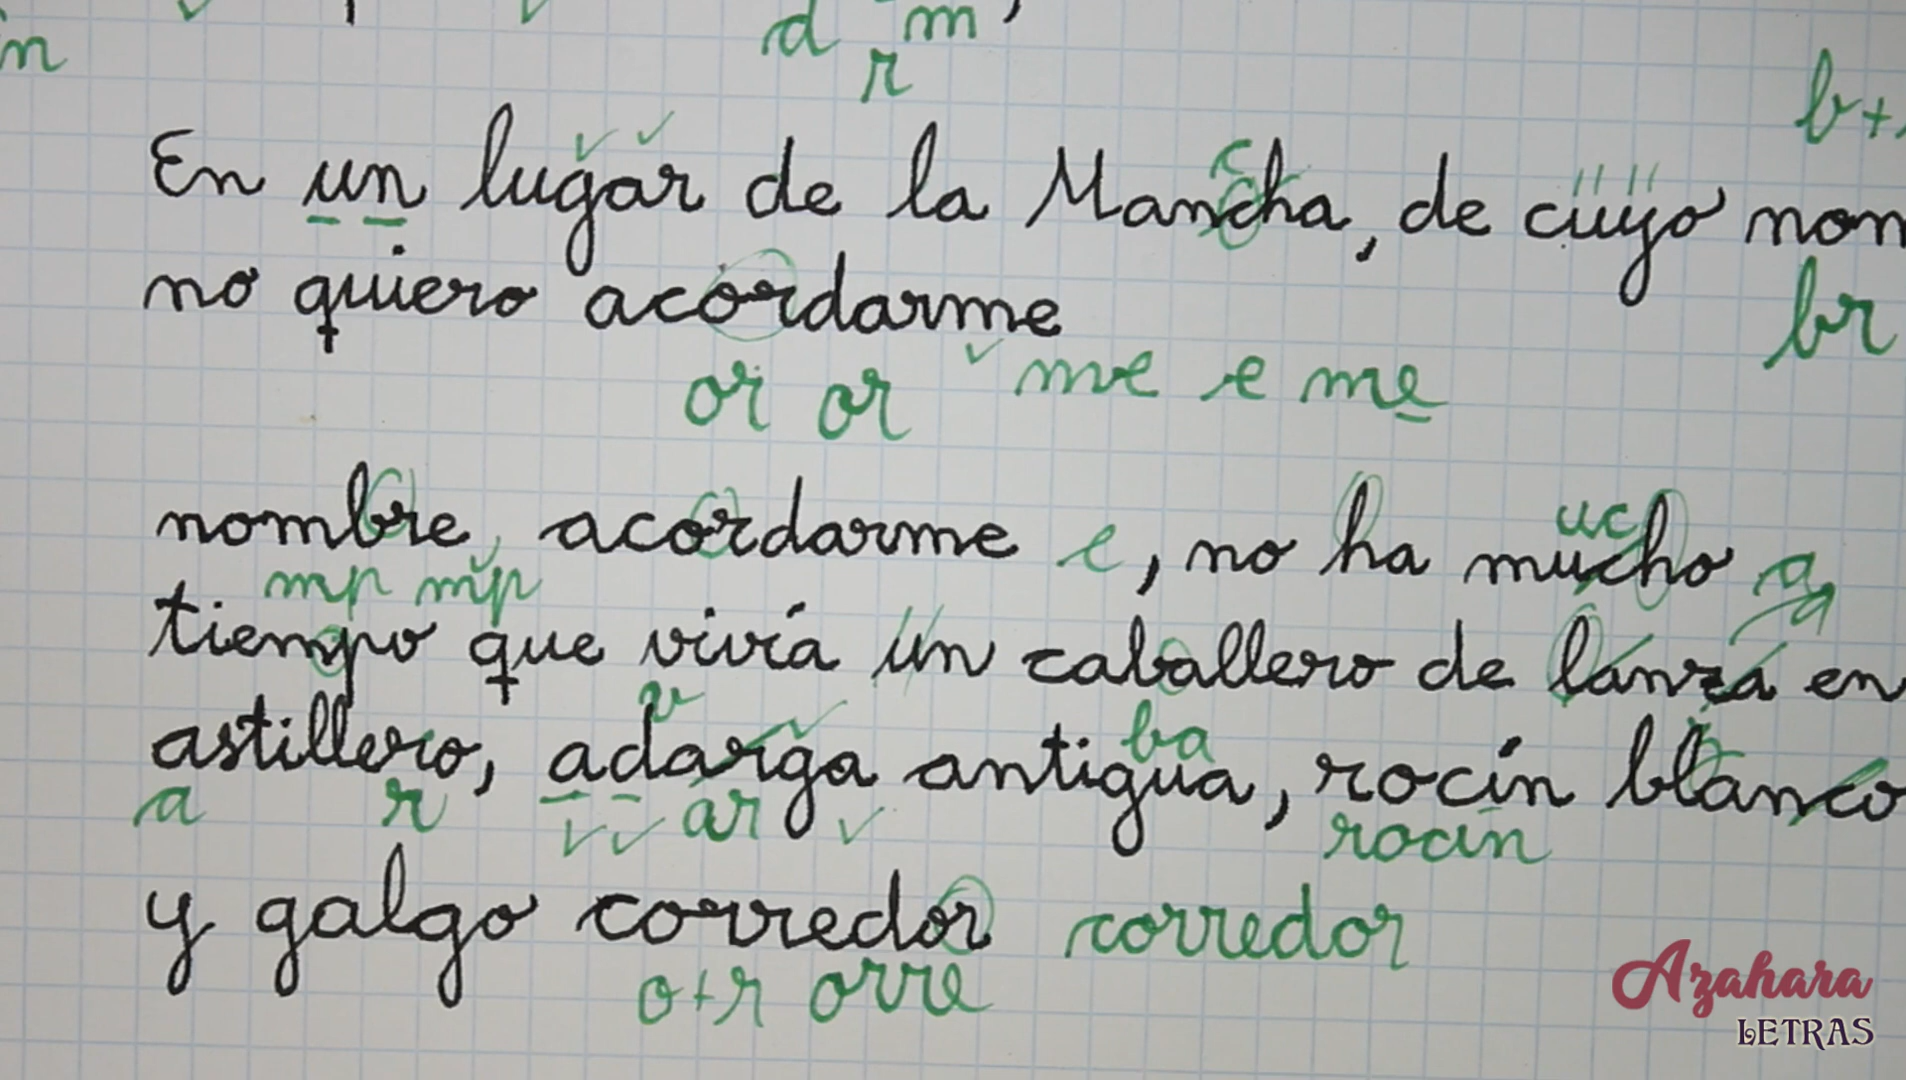 n d m
r
b+
En un lugar de la Mancha, de cuyo nom
c
no quiero acordarme
br
or or me e me
nombre, acordarme e, no ha mucho a
uc
mp mp
tiempo que vivía un caballero de lanza en
v
ba
astillero, adarga antigua, rocín blanco
a r ar rocín
y galgo corredor corredor
o+r orre
Azahara
LETRAS